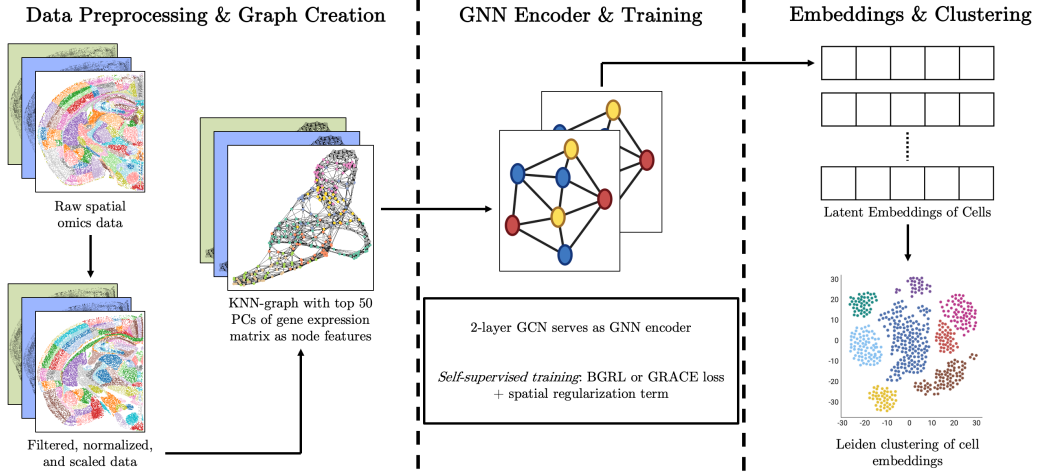 Data Preprocessing & Graph Creation
Raw spatial
omics data
Filtered, normalized,
and scaled data
KNN-graph with top 50
PCs of gene expression
matrix as node features
GNN Encoder & Training
2-layer GCN serves as GNN encoder
Self-supervised training: BGRL or GRACE loss
+ spatial regularization term
Embeddings & Clustering
Latent Embeddings of Cells
30
20
10
0
-10
-20
-30
-30 -20 -10 0 10 20 30
Leiden clustering of cell
embeddings